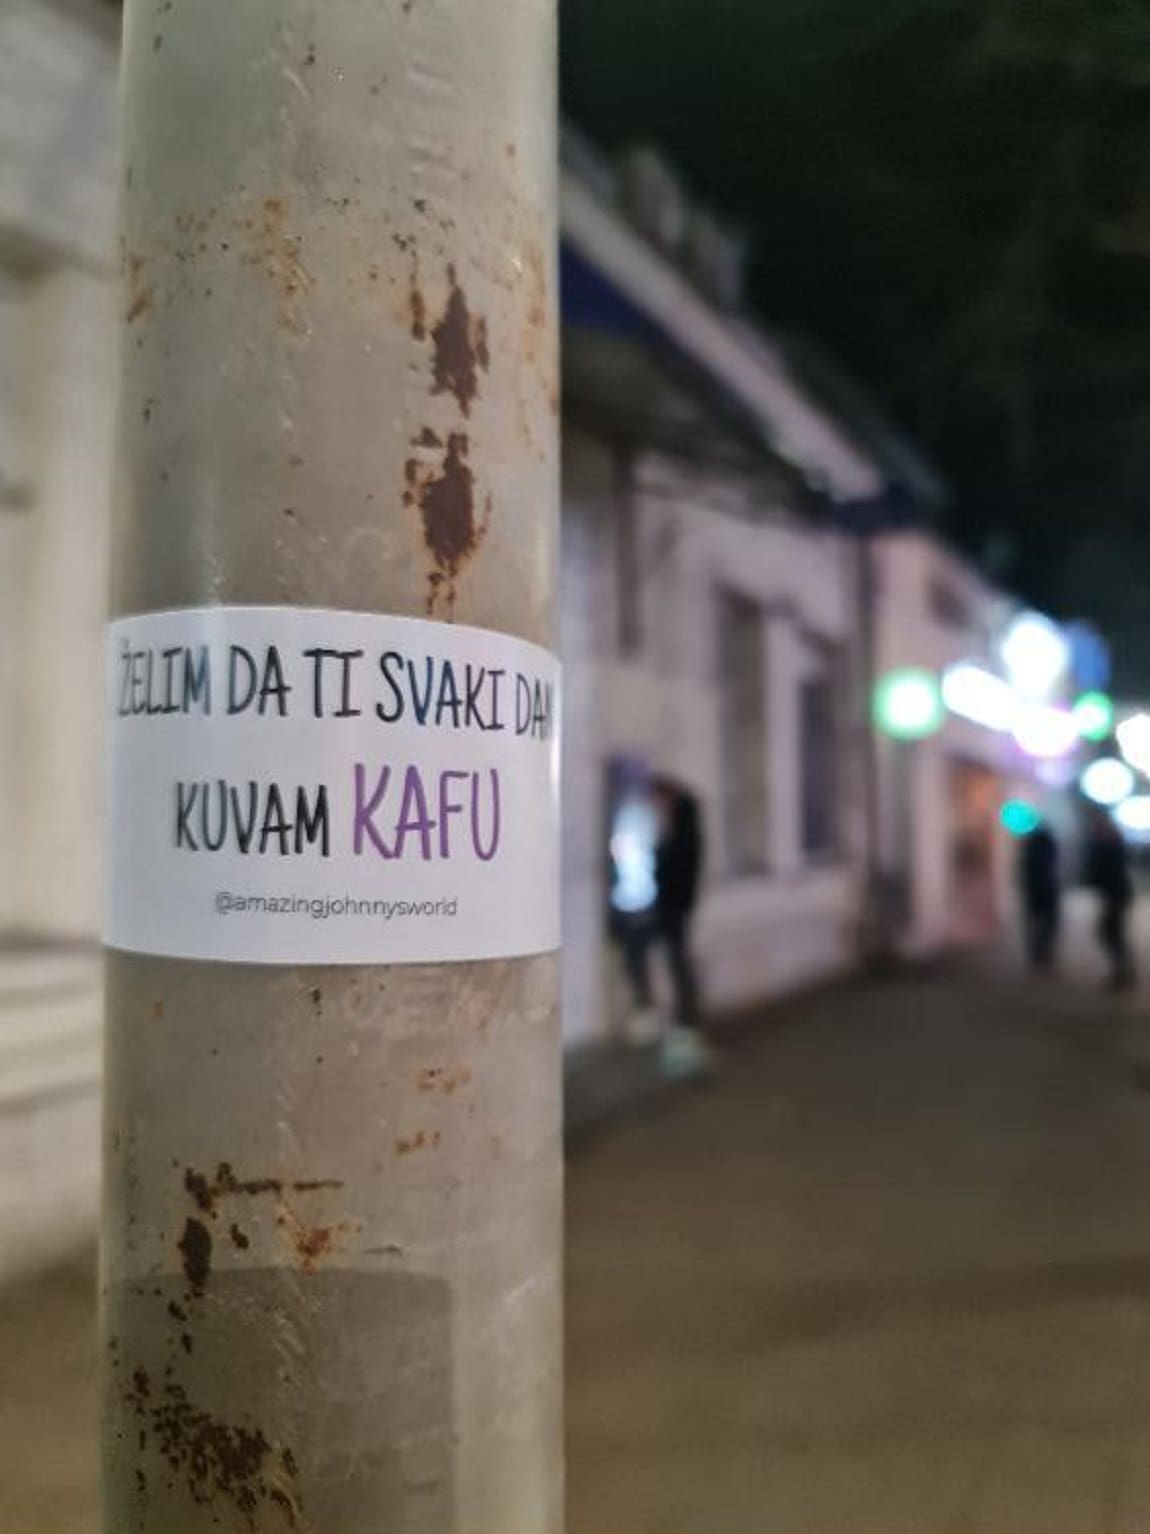 ŽELIM DA TI SVAKI DAN
KUVAM KAFU
@amazingjohnnysworld